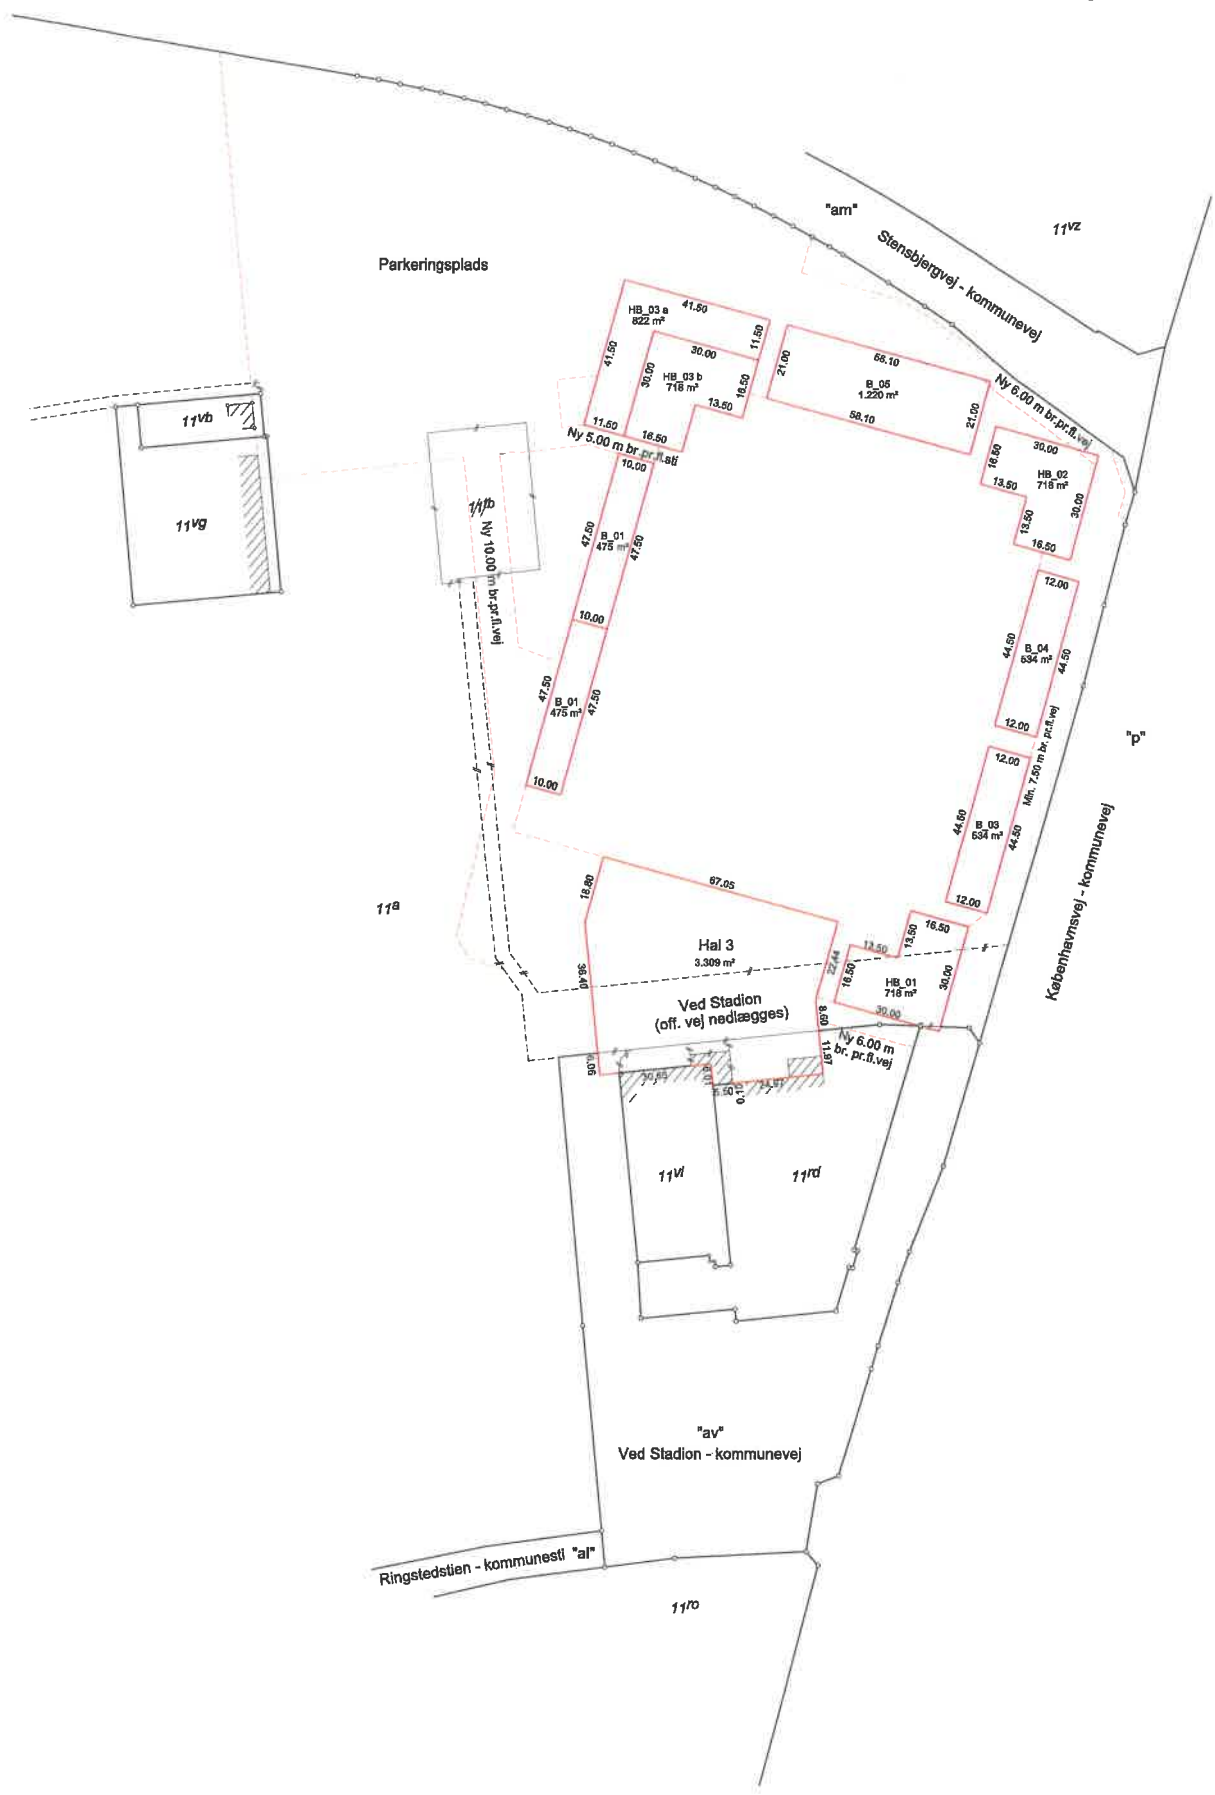 "am"
Stensbjergvej - kommunevej
11vz
Parkeringsplads
41.50
HB_03 a
822 m²
11.50
41.50
30.00
30.00
HB_03 b
718 m²
16.50
13.50
11.50
16.50
Ny 5.00 m br.pr.fl.sti
21.00
58.10
B_05
1.220 m²
58.10
21.00
Ny 6.00 m br.pr.fl.vej
30.00
16.50
HB_02
718 m²
13.50
30.00
13.50
16.50
11vb
11vg
Ny 10.00 m br.pr.fl.vej
10.00
47.50
B_01
475 m²
47.50
10.00
47.50
B_01
475 m²
47.50
10.00
12.00
44.50
B_04
534 m²
44.50
12.00
Min. 7.50 m br. pr.fl.vej
"p"
12.00
44.50
B_03
534 m²
44.50
12.00
Københavnsvej - kommunevej
11a
18.80
67.05
Hal 3
3.309 m²
36.40
22.44
Ved Stadion
(off. vej nedlægges)
16.50
13.50
13.50
16.50
HB_01
718 m²
30.00
30.00
8.60
11.97
Ny 6.00 m
br. pr.fl.vej
6.06
5.50
0.10
24.97
11vl
11rd
"av"
Ved Stadion - kommunevej
Ringstedstien - kommunesti "al"
11ro